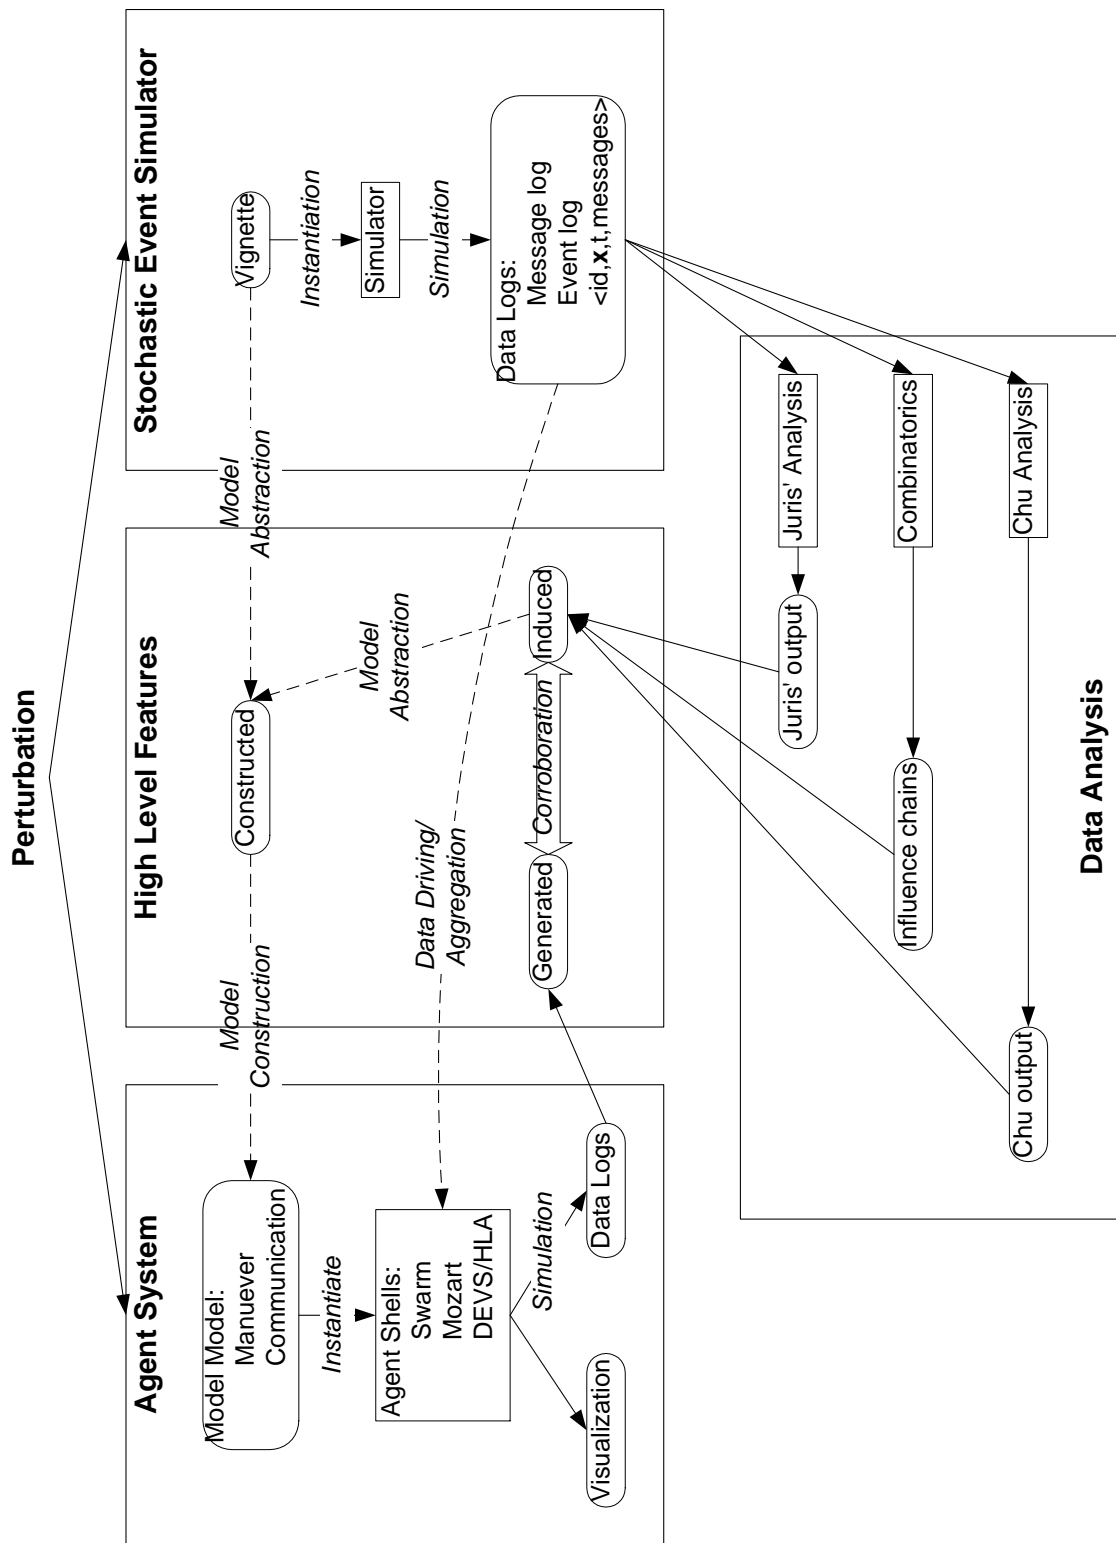 Perturbation
Agent System
Model Model:
Manuever
Communication
Instantiate
Agent Shells:
Swarm
Mozart
DEVS/HLA
Simulation
Visualization
Data Logs
Model
Construction
High Level Features
Constructed
Model
Abstraction
Data Driving/
Aggregation
Generated
Corroboration
Induced
Model
Abstraction
Stochastic Event Simulator
Vignette
Instantiation
Simulator
Simulation
Data Logs:
Message log
Event log
<id,x,t,messages>
Juris' Analysis
Juris' output
Combinatorics
Influence chains
Chu Analysis
Chu output
Data Analysis